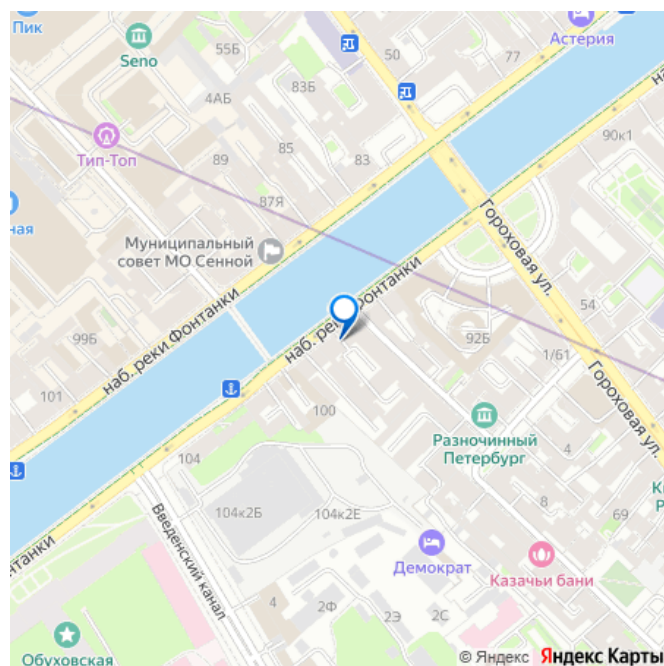 Пик
Seno
55Б
50
77
Астерия
83Б
4АБ
наб
90к1
Тип-Топ
89
85
83
87Я
ная
Муниципальный
совет МО Сенной
Гороховая ул.
наб. реки Фонтанки
наб. реки Фонтанки
54
99Б
92Б
1/61
101
100
Гороховая ул.
Разночинный
Петербург
4
104
104к2Б
104к2Е
К
Р
8
69
Введенский канал
онтанки
Демократ
Казачьи бани
4
2Ф
2Э
2С
Обуховская
© Яндекс Яндекс Карты